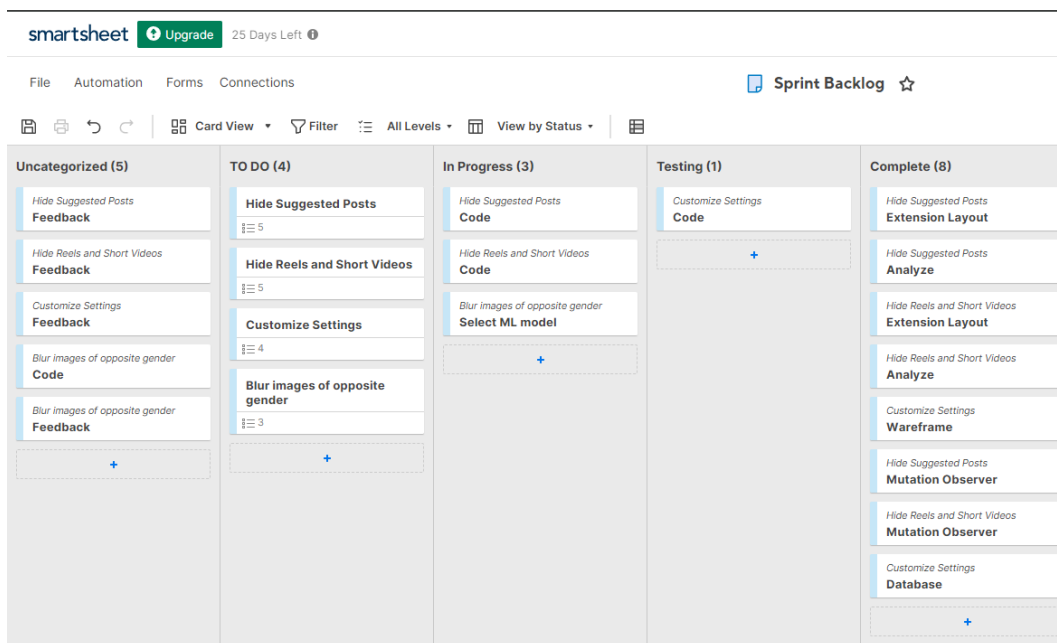 smartsheet Upgrade 25 Days Left
File Automation Forms Connections Sprint Backlog
Card View Filter All Levels View by Status
Uncategorized (5)
Hide Suggested Posts
Feedback
Hide Reels and Short Videos
Feedback
Customize Settings
Feedback
Blur images of opposite gender
Code
Blur images of opposite gender
Feedback
+
TO DO (4)
Hide Suggested Posts
5
Hide Reels and Short Videos
5
Customize Settings
4
Blur images of opposite
gender
3
+
In Progress (3)
Hide Suggested Posts
Code
Hide Reels and Short Videos
Code
Blur images of opposite gender
Select ML model
+
Testing (1)
Customize Settings
Code
+
Complete (8)
Hide Suggested Posts
Extension Layout
Hide Suggested Posts
Analyze
Hide Reels and Short Videos
Extension Layout
Hide Reels and Short Videos
Analyze
Customize Settings
Wareframe
Hide Suggested Posts
Mutation Observer
Hide Reels and Short Videos
Mutation Observer
Customize Settings
Database
+